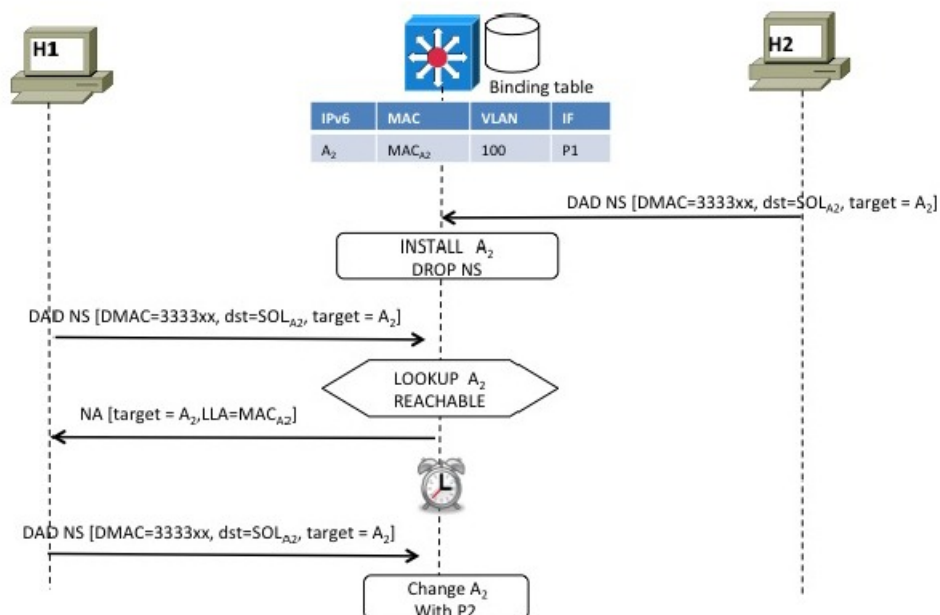 H1
H2
Binding table
IPv6 MAC VLAN IF
A2 MACA2 100 P1
DAD NS [DMAC=3333xx, dst=SOLA2, target = A2]
INSTALL A2
DROP NS
DAD NS [DMAC=3333xx, dst=SOLA2, target = A2]
LOOKUP A2
REACHABLE
NA [target = A2,LLA=MACA2]
DAD NS [DMAC=3333xx, dst=SOLA2, target = A2]
Change A2
With P2